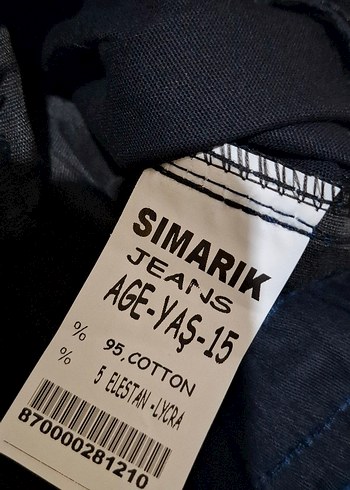 SIMARIK
JEANS
AGE-YAŞ-15
% 95,COTTON
% 5 ELESTAN-LYCRA
870000281210